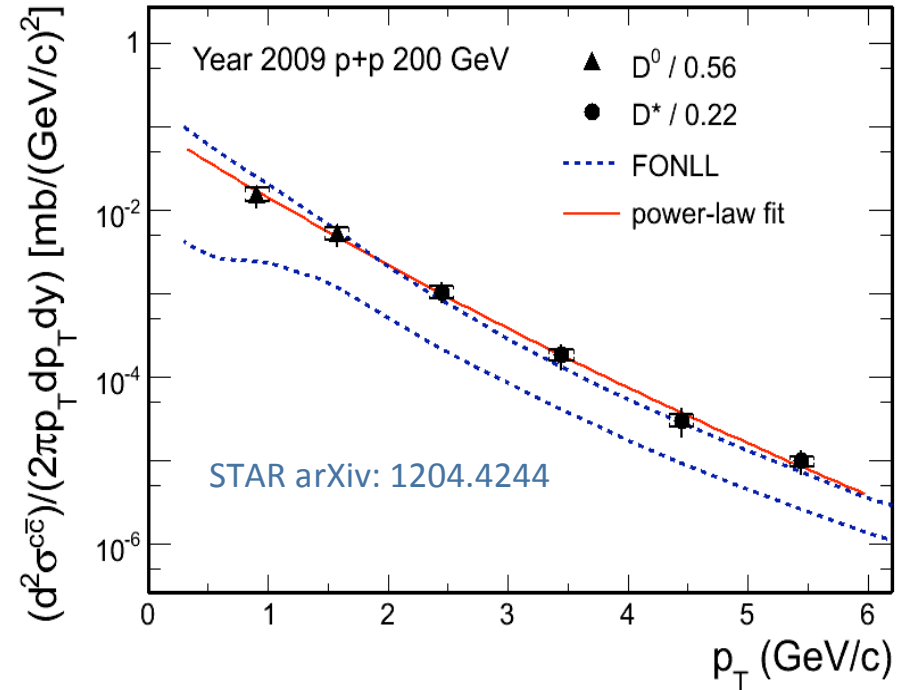 (d²σ^cc̄)/(2πp_T dp_T dy) [mb/(GeV/c)²]
1
10⁻²
10⁻⁴
10⁻⁶
Year 2009 p+p 200 GeV
D⁰ / 0.56
D* / 0.22
FONLL
power-law fit
STAR arXiv: 1204.4244
0 1 2 3 4 5 6
p_T (GeV/c)